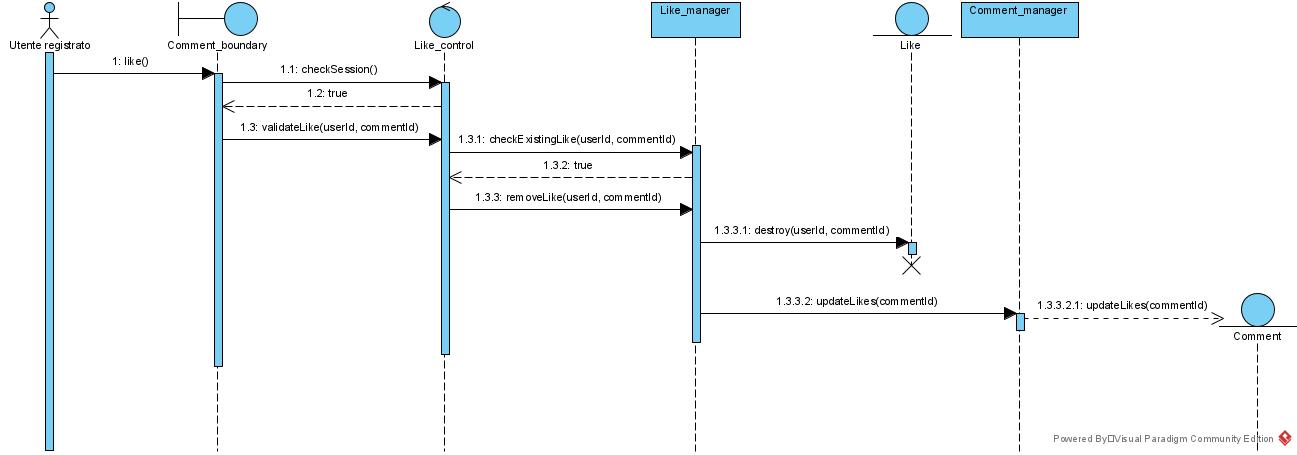 Like_manager
Comment_manager
Utente registrato
Comment_boundary
Like_control
Like
1: like()
1.1: checkSession()
1.2: true
1.3: validateLike(userId, commentId)
1.3.1: checkExistingLike(userId, commentId)
1.3.2: true
1.3.3: removeLike(userId, commentId)
1.3.3.1: destroy(userId, commentId)
1.3.3.2: updateLikes(commentId)
1.3.3.2.1: updateLikes(commentId)
Comment
Powered By Visual Paradigm Community Edition